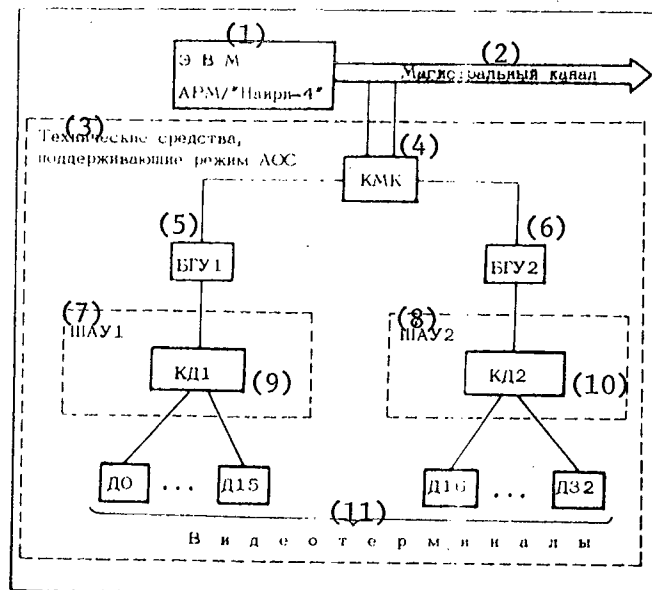 (1)
Э В М
АРМ/"Наири-4"
(2)
Магистральный канал
(3)
Технические средства,
поддерживающие режим АОС
(4)
КМК
(5)
БГУ1
(6)
БГУ2
(7)
ШАУ1
(8)
ШАУ2
КД1
(9)
КД2
(10)
Д0
...
Д15
Д16
...
Д32
(11)
В и д е о т е р м и н а л ы